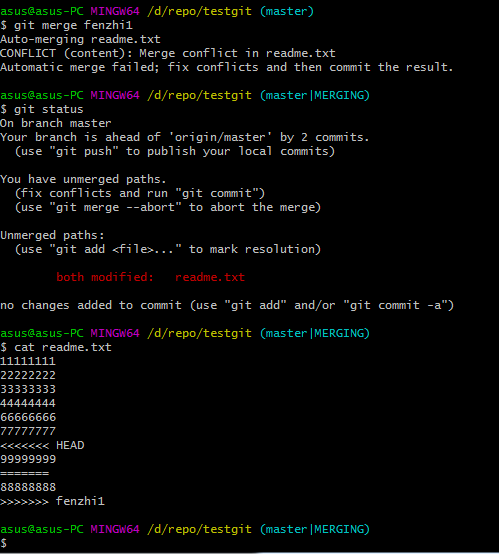 asus@asus-PC MINGW64 /d/repo/testgit (master)
$ git merge fenzhi1
Auto-merging readme.txt
CONFLICT (content): Merge conflict in readme.txt
Automatic merge failed; fix conflicts and then commit the result.
asus@asus-PC MINGW64 /d/repo/testgit (master|MERGING)
$ git status
On branch master
Your branch is ahead of 'origin/master' by 2 commits.
  (use "git push" to publish your local commits)
You have unmerged paths.
  (fix conflicts and run "git commit")
  (use "git merge --abort" to abort the merge)
Unmerged paths:
  (use "git add <file>..." to mark resolution)
        both modified:   readme.txt
no changes added to commit (use "git add" and/or "git commit -a")
asus@asus-PC MINGW64 /d/repo/testgit (master|MERGING)
$ cat readme.txt
11111111
22222222
33333333
44444444
66666666
77777777
<<<<<<< HEAD
99999999
=======
88888888
>>>>>>> fenzhi1
asus@asus-PC MINGW64 /d/repo/testgit (master|MERGING)
$